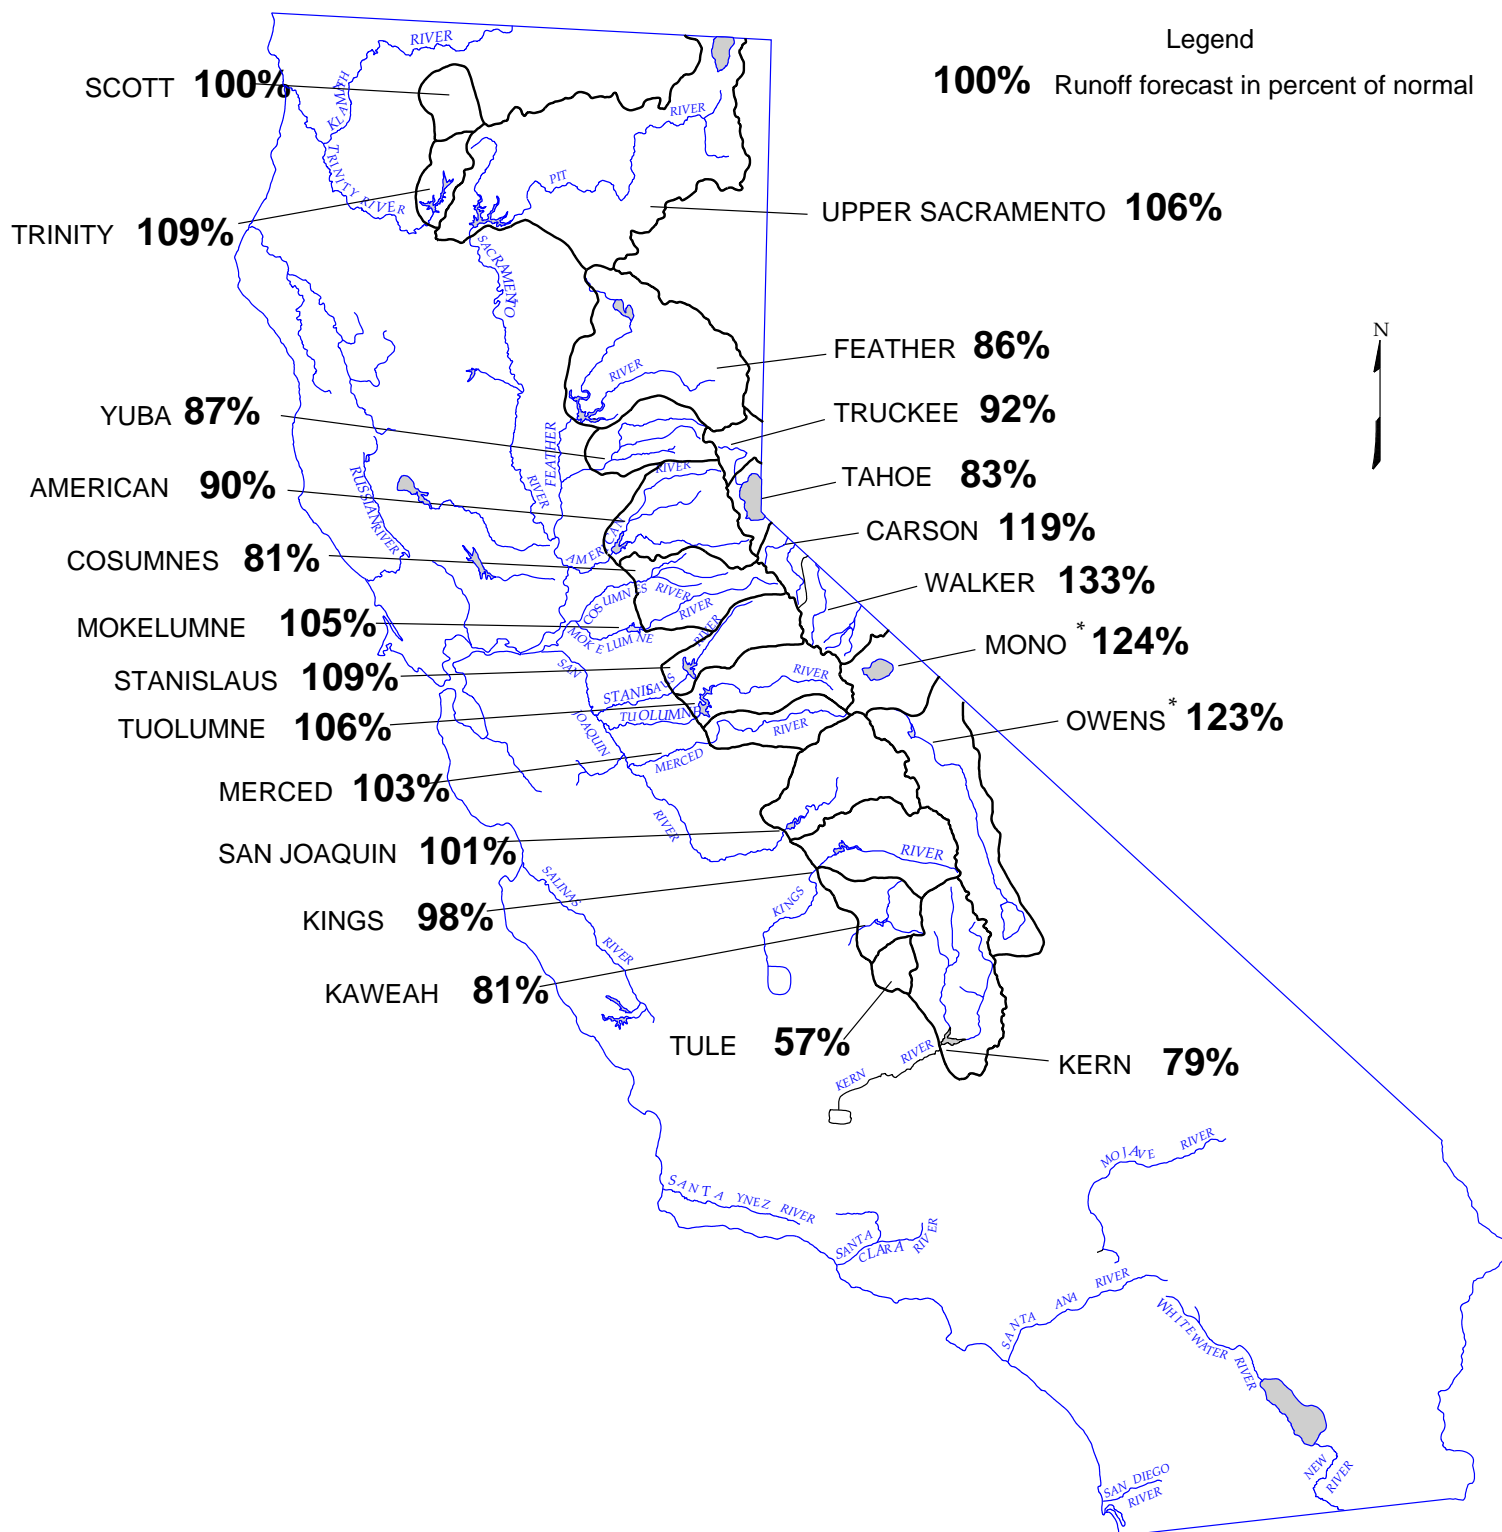 Legend
100% Runoff forecast in percent of normal
N
SCOTT 100%
TRINITY 109%
UPPER SACRAMENTO 106%
FEATHER 86%
YUBA 87%
TRUCKEE 92%
AMERICAN 90%
TAHOE 83%
CARSON 119%
COSUMNES 81%
WALKER 133%
MOKELUMNE 105%
MONO * 124%
STANISLAUS 109%
OWENS * 123%
TUOLUMNE 106%
MERCED 103%
SAN JOAQUIN 101%
KINGS 98%
KAWEAH 81%
TULE 57%
KERN 79%
KLAMATH RIVER
TRINITY RIVER
PIT RIVER
SACRAMENTO RIVER
FEATHER RIVER
RUSSIAN RIVER
AMERICAN RIVER
COSUMNES RIVER
MOKELUMNE RIVER
STANISLAUS RIVER
TUOLUMNE RIVER
MERCED RIVER
SAN JOAQUIN RIVER
KINGS RIVER
SALINAS RIVER
KERN RIVER
MOJAVE RIVER
SANTA YNEZ RIVER
SANTA CLARA RIVER
SANTA ANA RIVER
WHITEWATER RIVER
NEW RIVER
SAN DIEGO RIVER